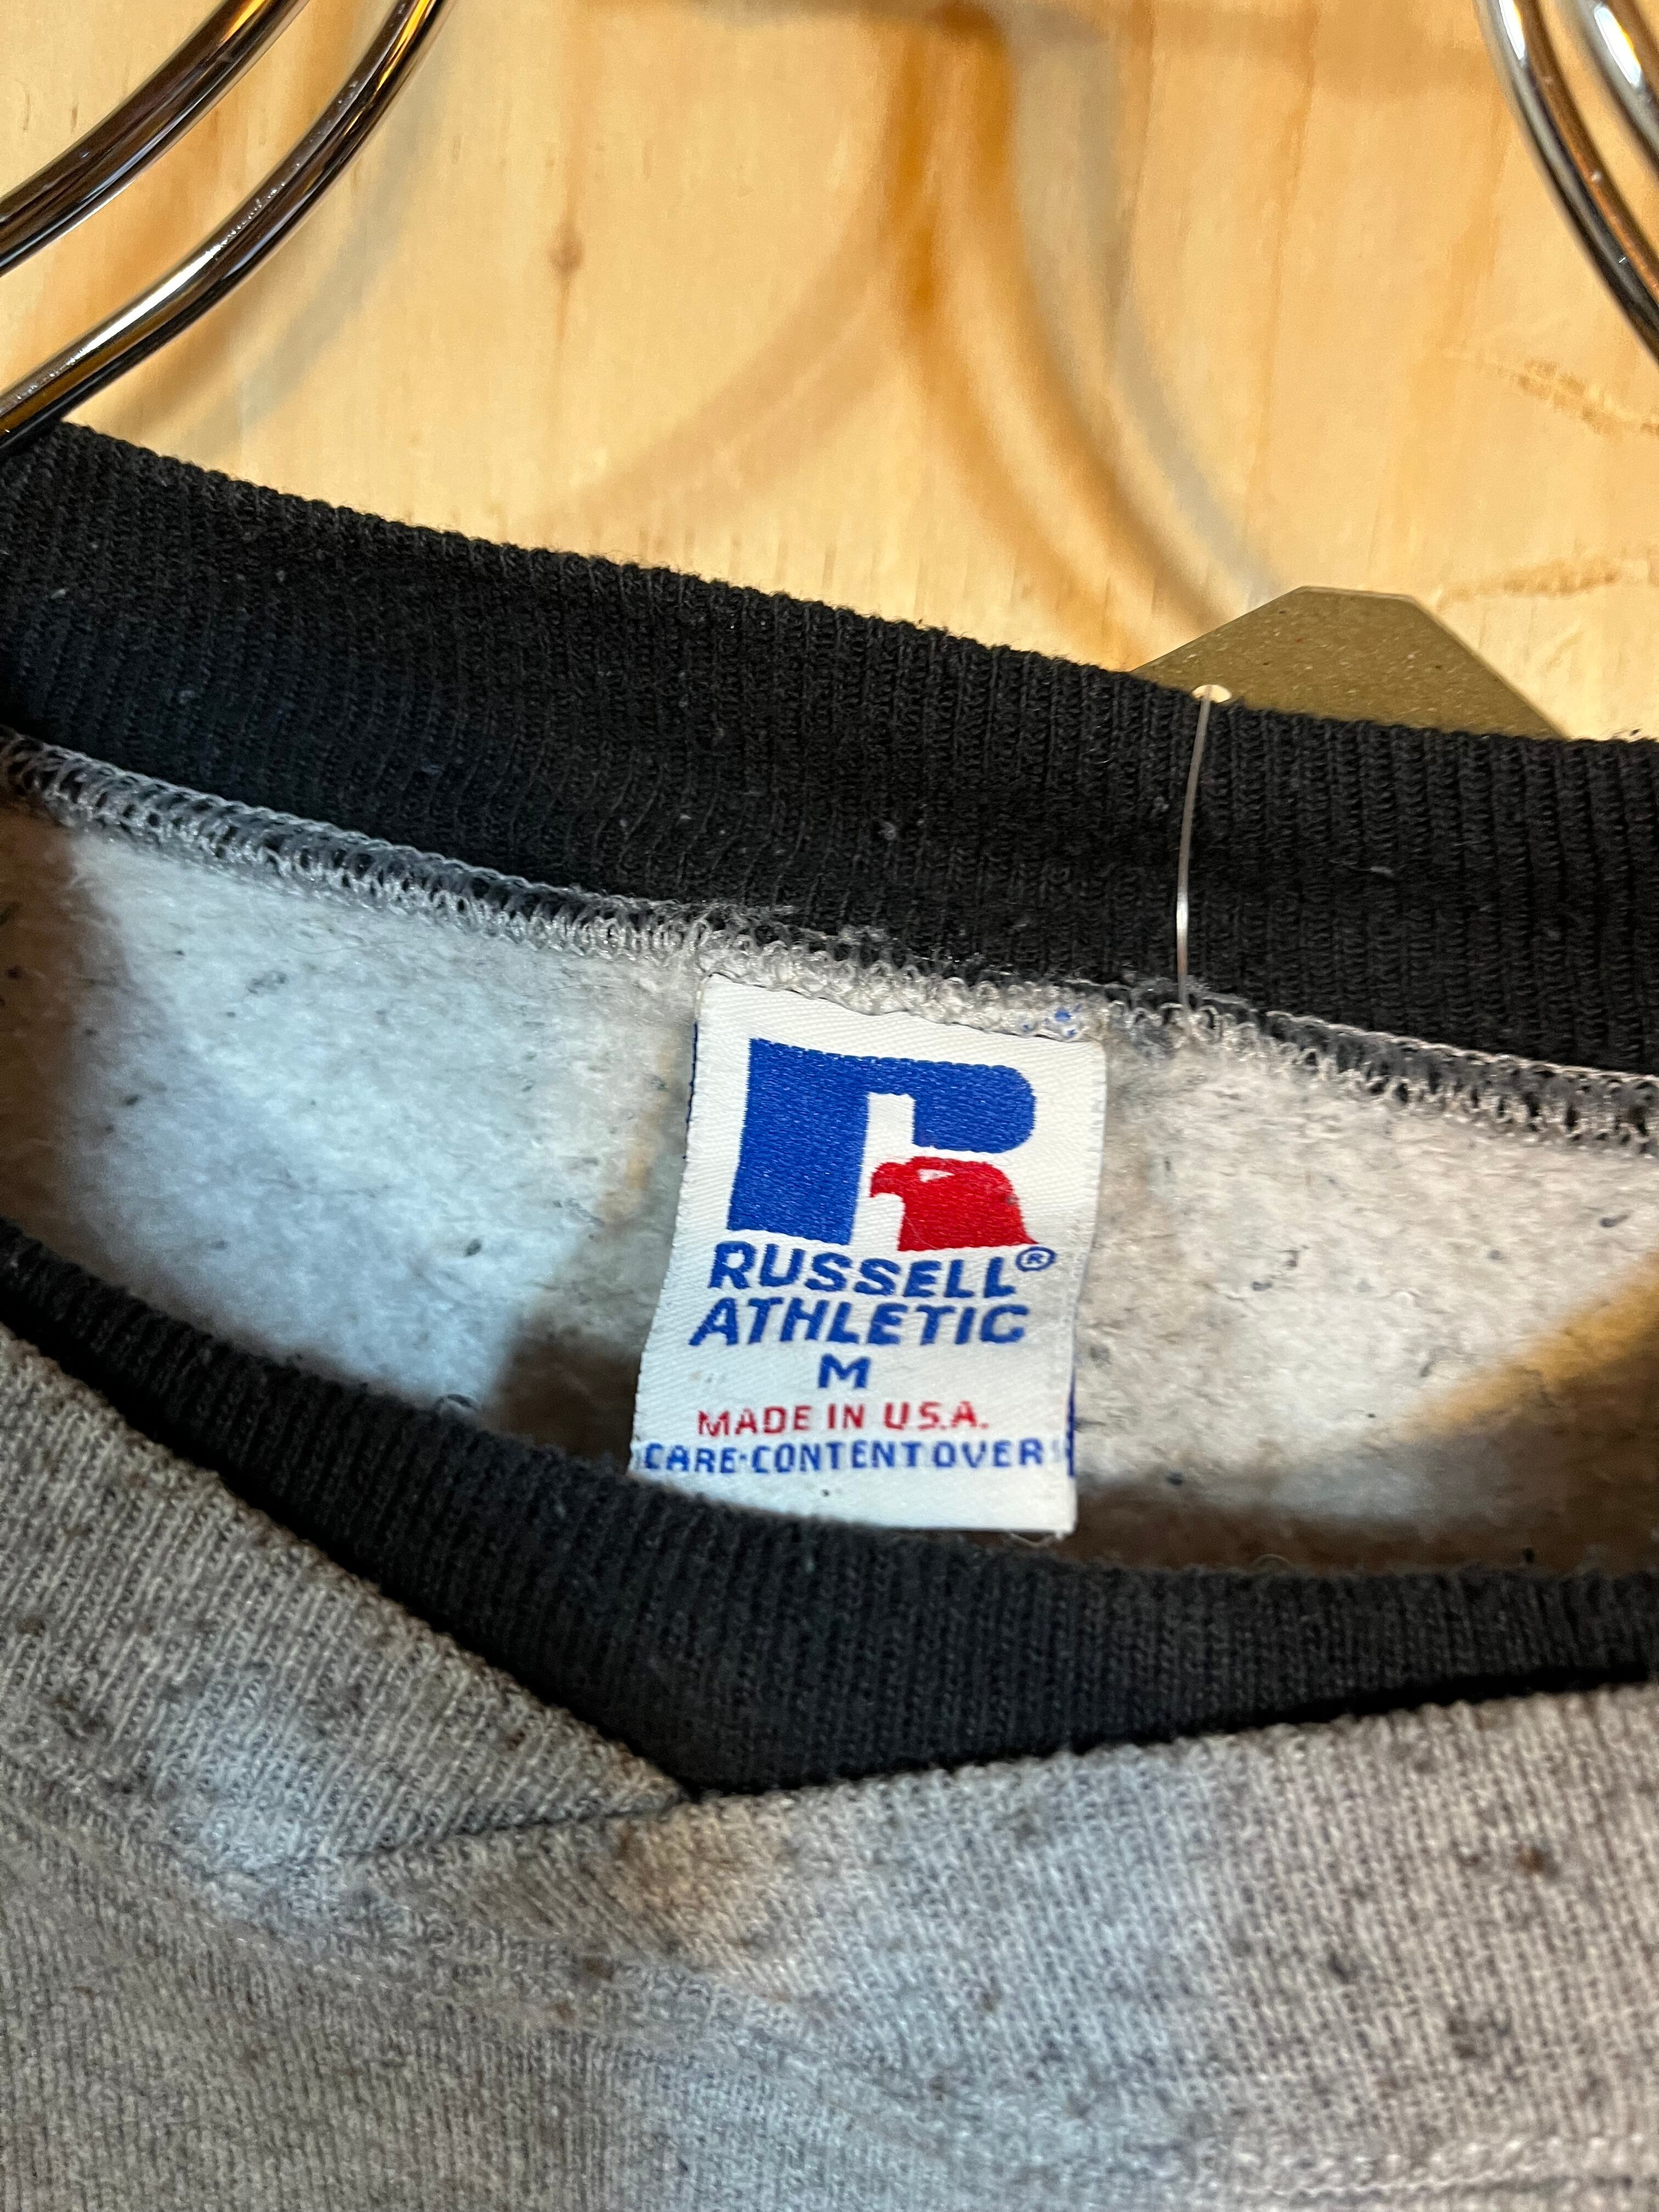 RUSSELL®
ATHLETIC
M
MADE IN U.S.A.
CARE·CONTENT OVER